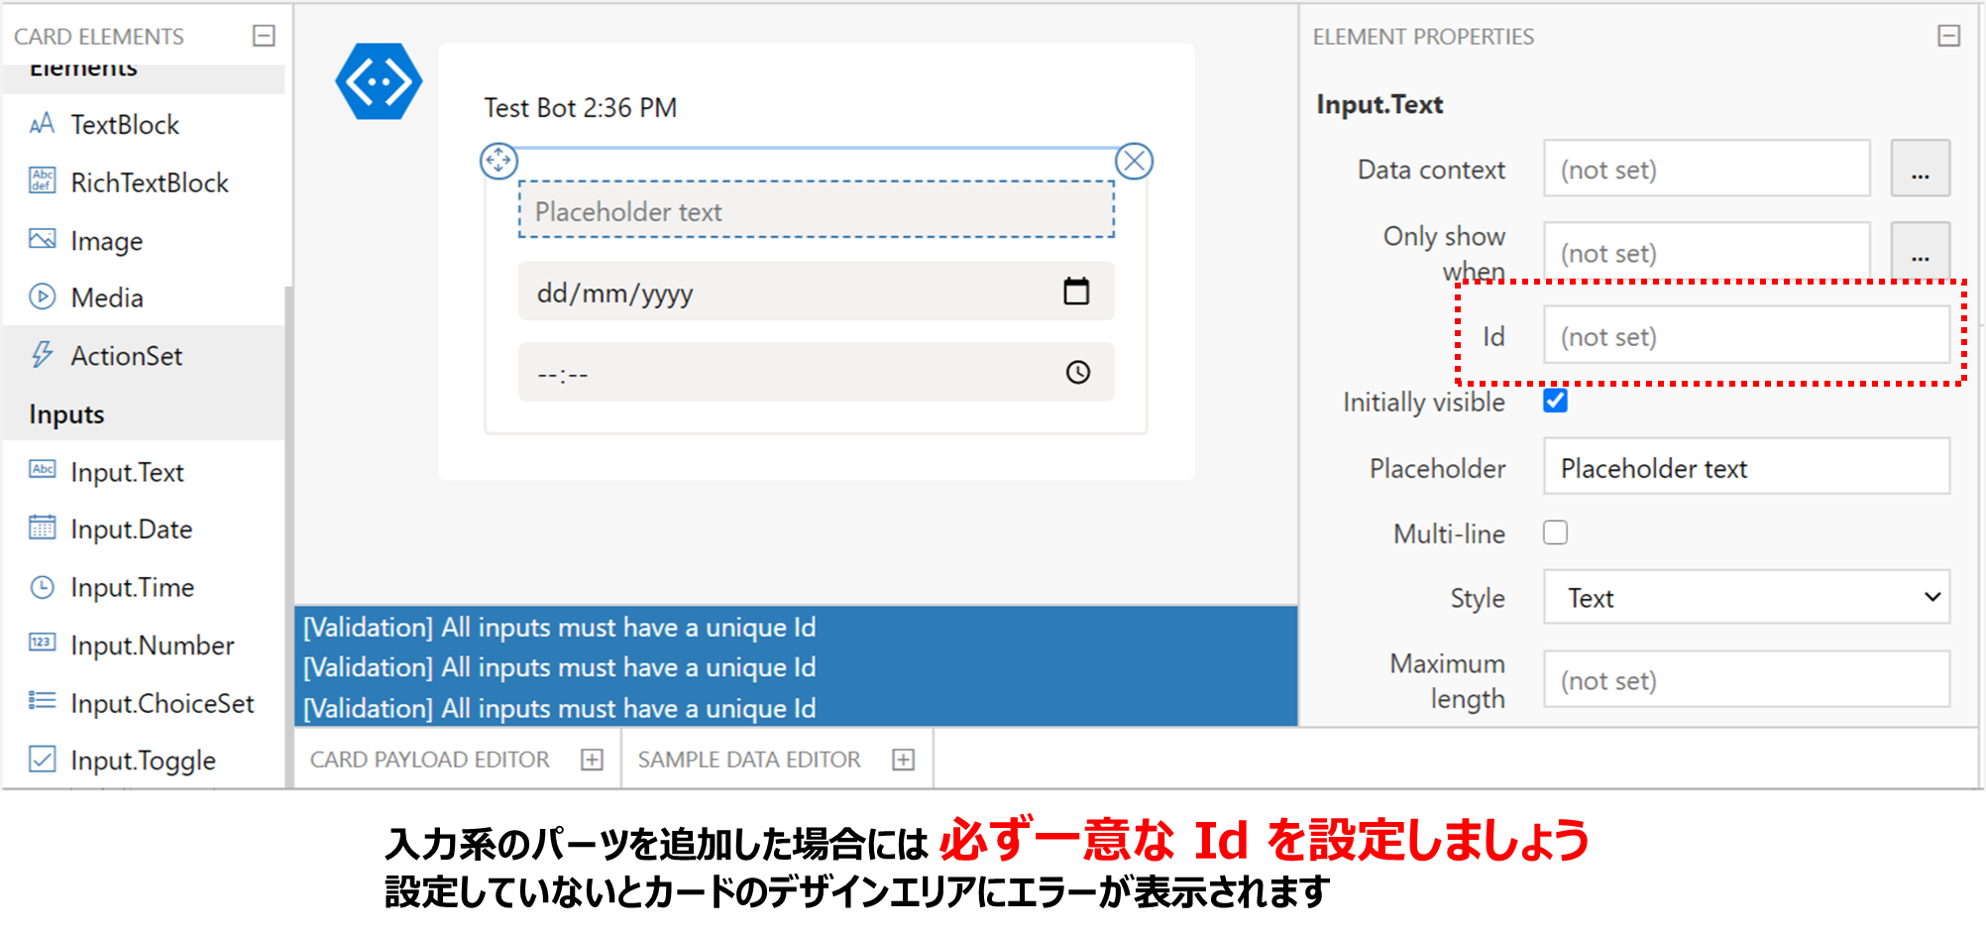 CARD ELEMENTS
Elements
TextBlock
RichTextBlock
Image
Media
ActionSet
Inputs
Input.Text
Input.Date
Input.Time
Input.Number
Input.ChoiceSet
Input.Toggle
Test Bot 2:36 PM
Placeholder text
dd/mm/yyyy
--:--
[Validation] All inputs must have a unique Id
[Validation] All inputs must have a unique Id
[Validation] All inputs must have a unique Id
CARD PAYLOAD EDITOR
SAMPLE DATA EDITOR
ELEMENT PROPERTIES
Input.Text
Data context (not set) ...
Only show when (not set) ...
Id (not set)
Initially visible
Placeholder Placeholder text
Multi-line
Style Text
Maximum length (not set)
入力系のパーツを追加した場合には 必ず一意な Id を設定しましょう
設定していないとカードのデザインエリアにエラーが表示されます